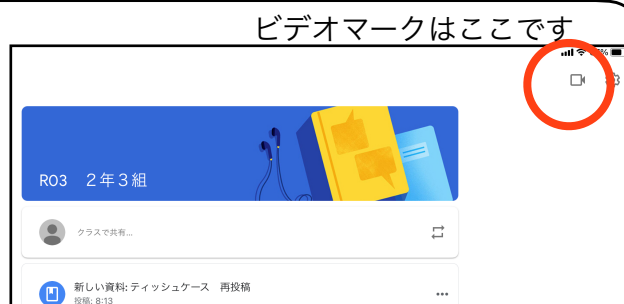 ビデオマークはここです
R03 2年3組
クラスで共有...
新しい資料: ティッシュケース 再投稿
投稿: 8:13